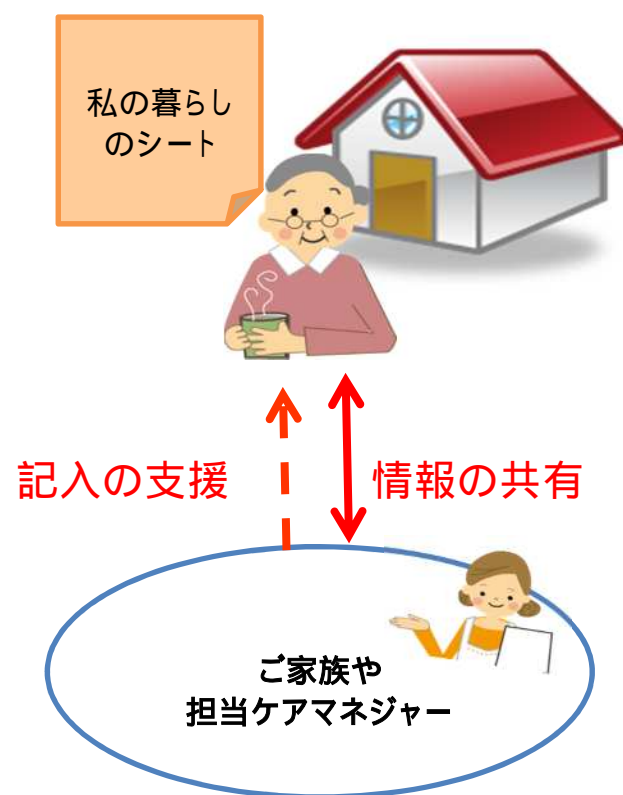 私の暮らし
のシート
記入の支援
情報の共有
ご家族や
担当ケアマネジャー